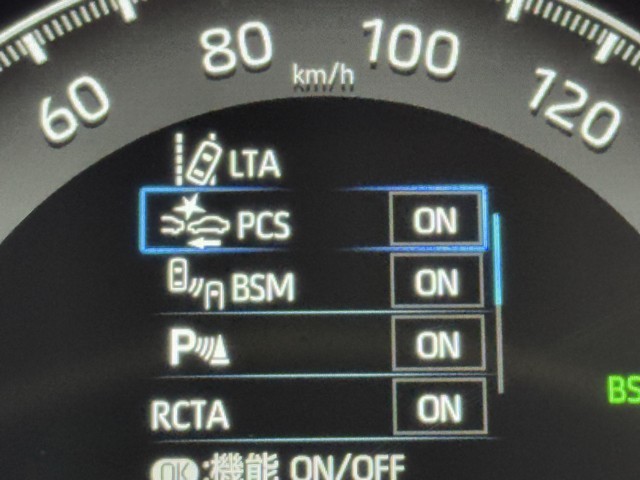 60 80 100 120
km/h
LTA
PCS ON
BSM ON
P ON
RCTA ON
OK :機能 ON/OFF
BS